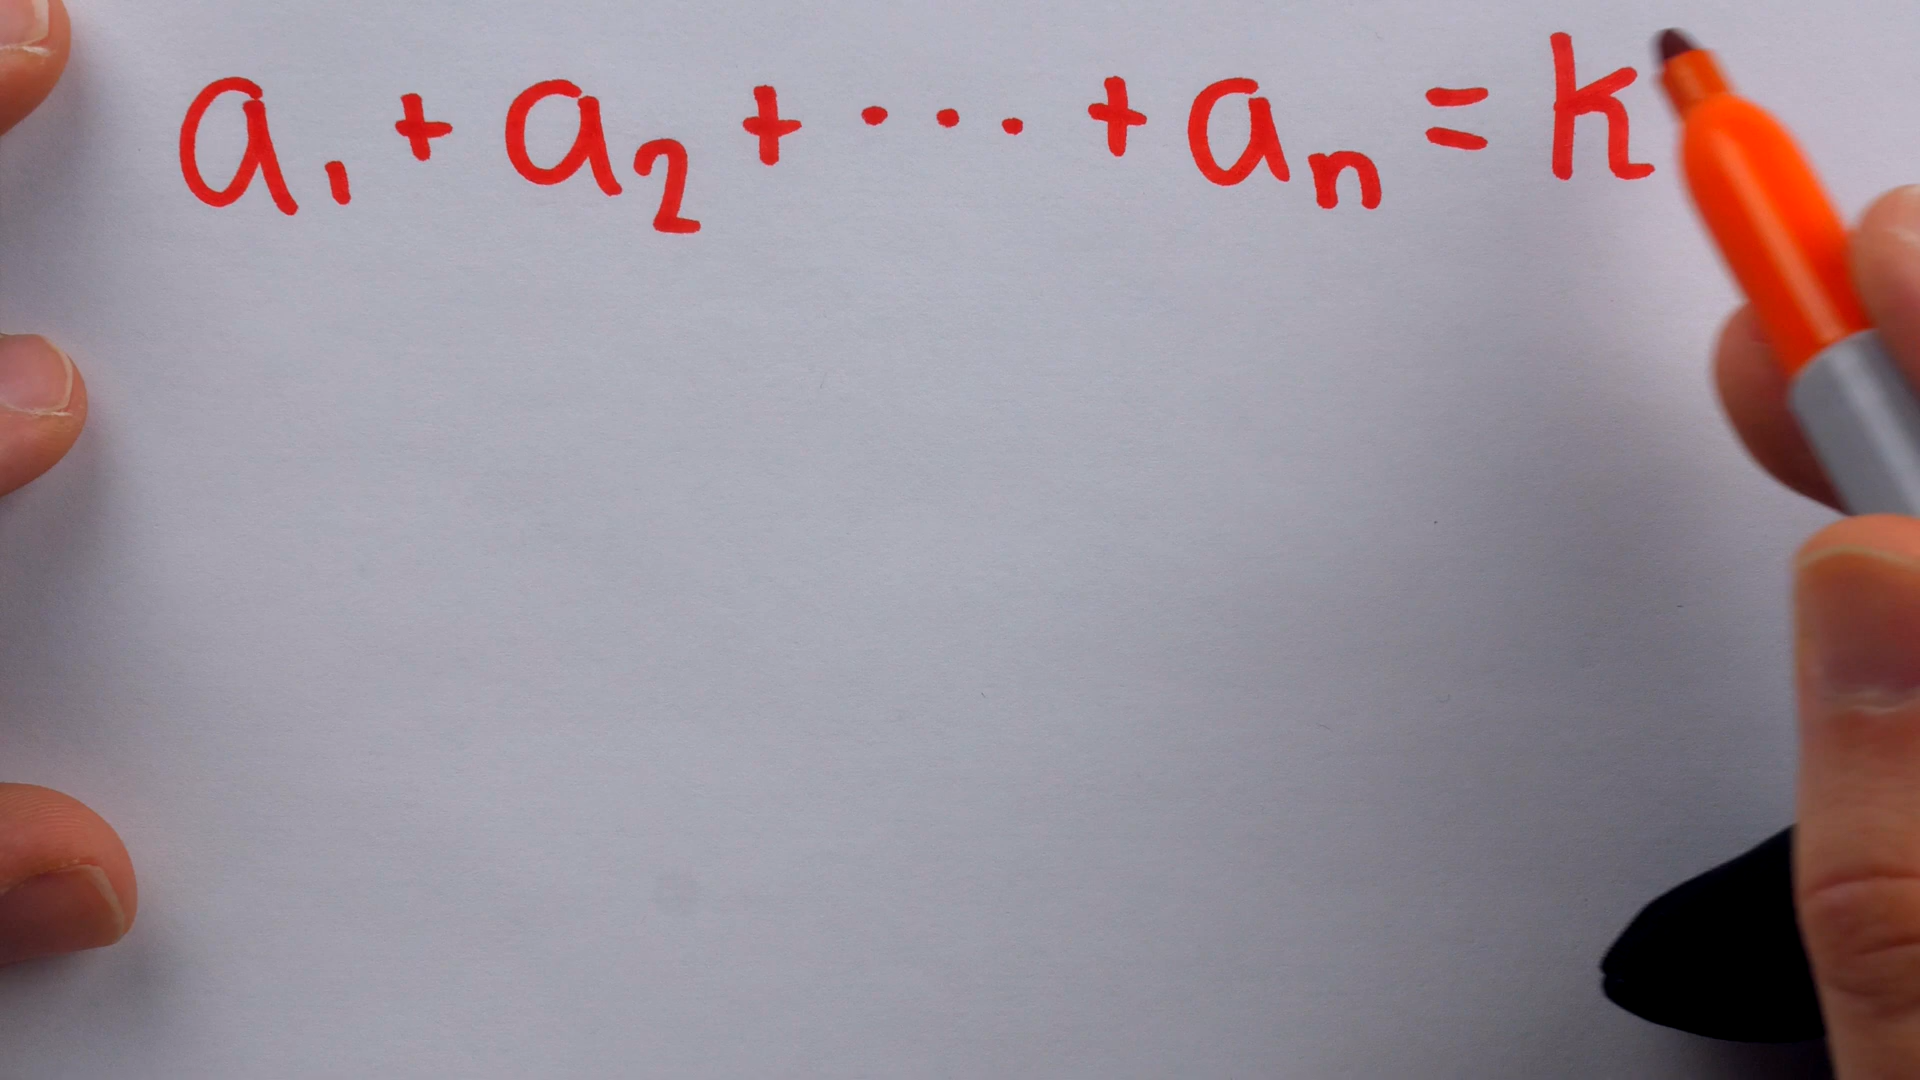 a₁ + a₂ + ··· + aₙ = k